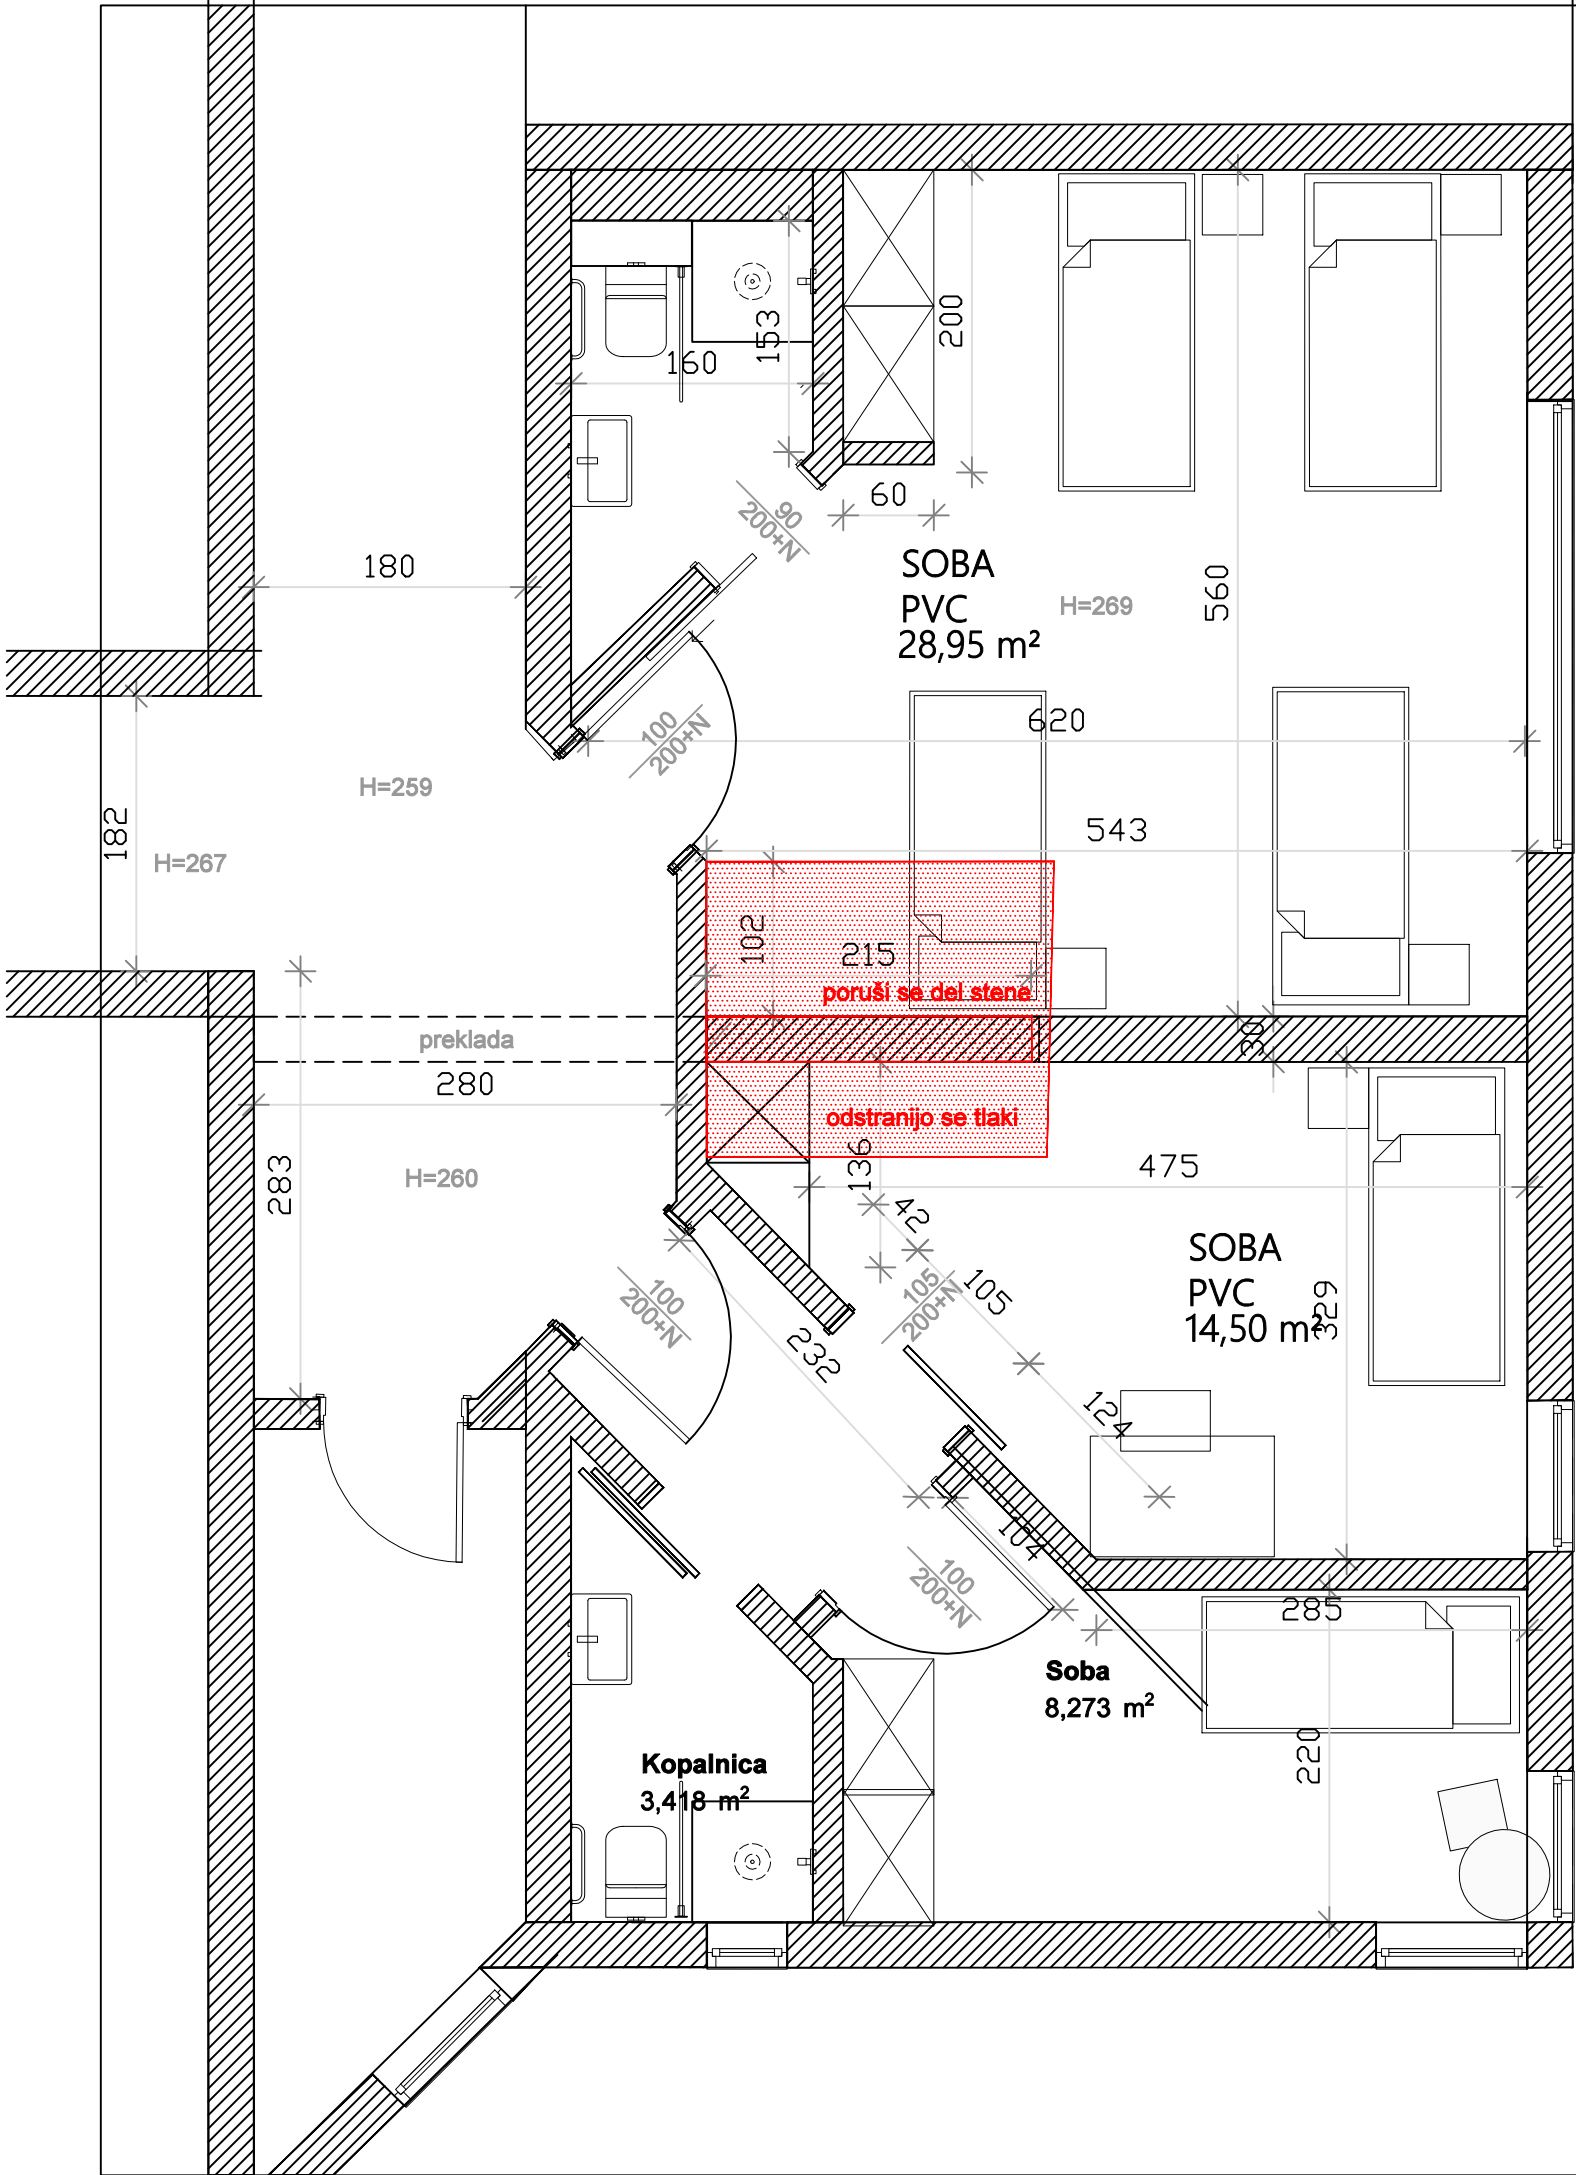 153
160
200
60
90
200+N
180
SOBA
PVC
28,95 m²
H=269
560
620
100
200+N
H=259
543
182
H=267
102
215
poruši se del stene
preklada
30
280
odstranijo se tlaki
136
475
283
H=260
42
105
105
200+N
SOBA
PVC
14,50 m²
329
100
200+N
232
124
104
100
200+N
285
Soba
8,273 m²
220
Kopalnica
3,418 m²